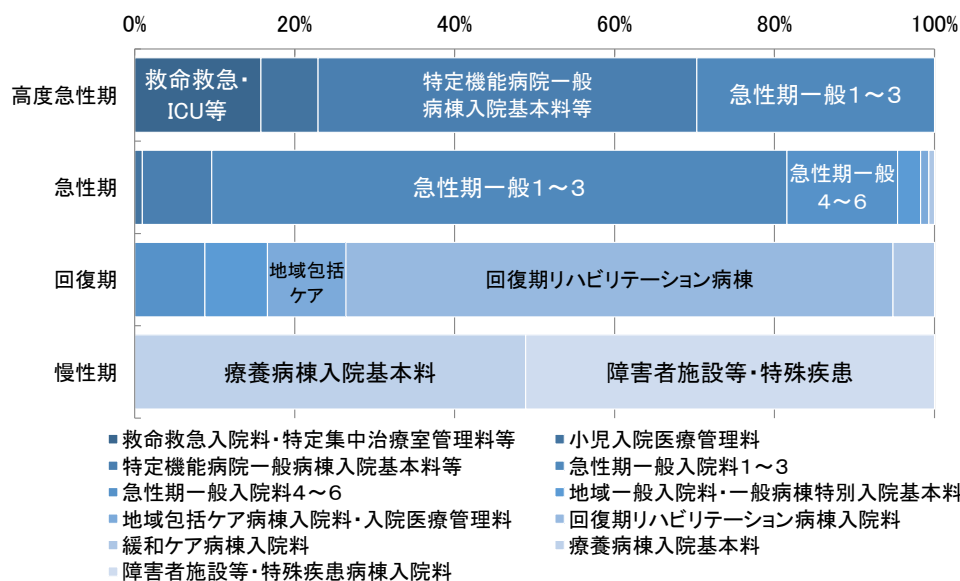 0% 20% 40% 60% 80% 100%
高度急性期
救命救急・
ICU等
特定機能病院一般
病棟入院基本料等
急性期一般1～3
急性期
急性期一般1～3
急性期一般
4～6
回復期
地域包括
ケア
回復期リハビリテーション病棟
慢性期
療養病棟入院基本料
障害者施設等・特殊疾患
救命救急入院料・特定集中治療室管理料等
小児入院医療管理料
特定機能病院一般病棟入院基本料等
急性期一般入院料1～3
急性期一般入院料4～6
地域一般入院料・一般病棟特別入院基本料
地域包括ケア病棟入院料・入院医療管理料
回復期リハビリテーション病棟入院料
緩和ケア病棟入院料
療養病棟入院基本料
障害者施設等・特殊疾患病棟入院料